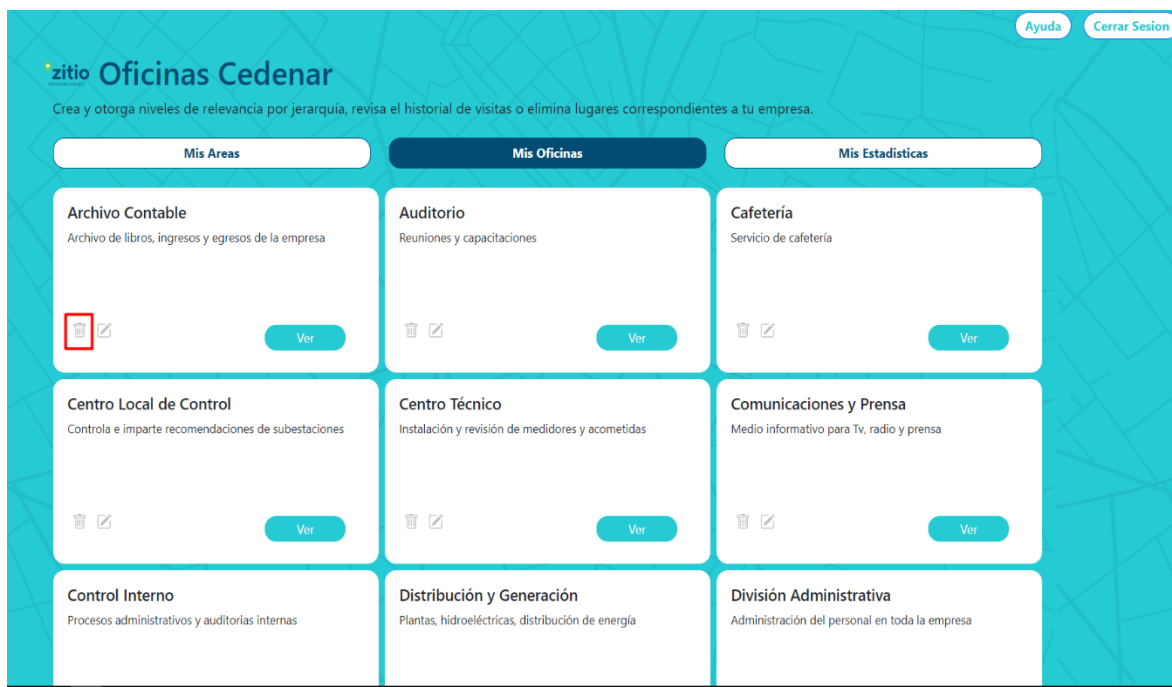 Ayuda
Cerrar Sesion
zitio Oficinas Cedenar
Crea y otorga niveles de relevancia por jerarquía, revisa el historial de visitas o elimina lugares correspondientes a tu empresa.
Mis Areas
Mis Oficinas
Mis Estadisticas
Archivo Contable
Archivo de libros, ingresos y egresos de la empresa
Ver
Auditorio
Reuniones y capacitaciones
Ver
Cafetería
Servicio de cafetería
Ver
Centro Local de Control
Controla e imparte recomendaciones de subestaciones
Ver
Centro Técnico
Instalación y revisión de medidores y acometidas
Ver
Comunicaciones y Prensa
Medio informativo para Tv, radio y prensa
Ver
Control Interno
Procesos administrativos y auditorias internas
Distribución y Generación
Plantas, hidroeléctricas, distribución de energía
División Administrativa
Administración del personal en toda la empresa